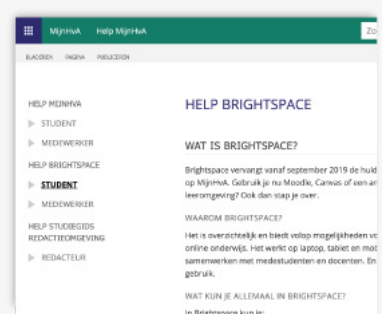 MijnHvA Help MijnHvA Zo
BLADEREN PAGINA PUBLICEREN
HELP MIJNHVA
STUDENT
MEDEWERKER
HELP BRIGHTSPACE
STUDENT
MEDEWERKER
HELP STUDIEGIDS
REDACTIEOMGEVING
REDACTEUR
HELP BRIGHTSPACE
WAT IS BRIGHTSPACE?
Brightspace vervangt vanaf september 2019 de huid
op MijnHvA. Gebruik je nu Moodle, Canvas of een an
leeromgeving? Ook dan stap je over.
WAAROM BRIGHTSPACE?
Het is overzichtelijk en biedt volop mogelijkheden vo
online onderwijs. Het werkt op laptop, tablet en mob
samenwerken met medestudenten en docenten. En
gebruik.
WAT KUN JE ALLEMAAL IN BRIGHTSPACE?
In Brightspace kun je: